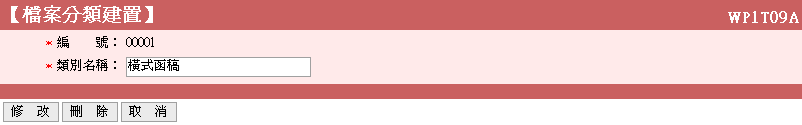 【檔案分類建置】 WP1T09A
* 編　　號： 00001
* 類別名稱： 橫式函稿
修　改 刪　除 取　消